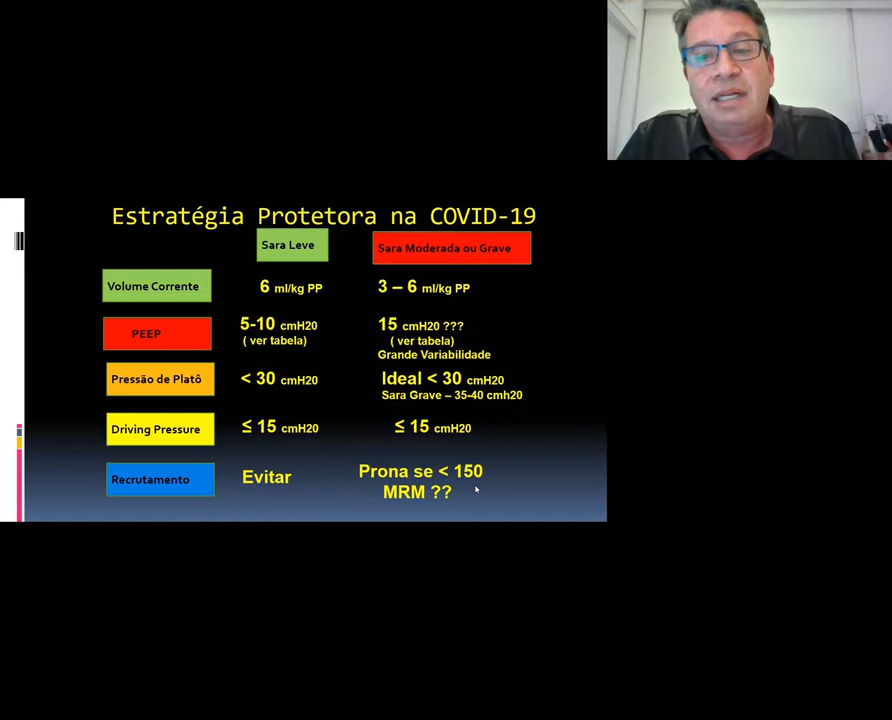 Estratégia Protetora na COVID-19
Sara Leve
Sara Moderada ou Grave
Volume Corrente
6 ml/kg PP
3 – 6 ml/kg PP
PEEP
5-10 cmH20
( ver tabela)
15 cmH20 ???
( ver tabela)
Grande Variabilidade
Pressão de Platô
< 30 cmH20
Ideal < 30 cmH20
Sara Grave – 35-40 cmh20
Driving Pressure
≤ 15 cmH20
≤ 15 cmH20
Recrutamento
Evitar
Prona se < 150
MRM ??